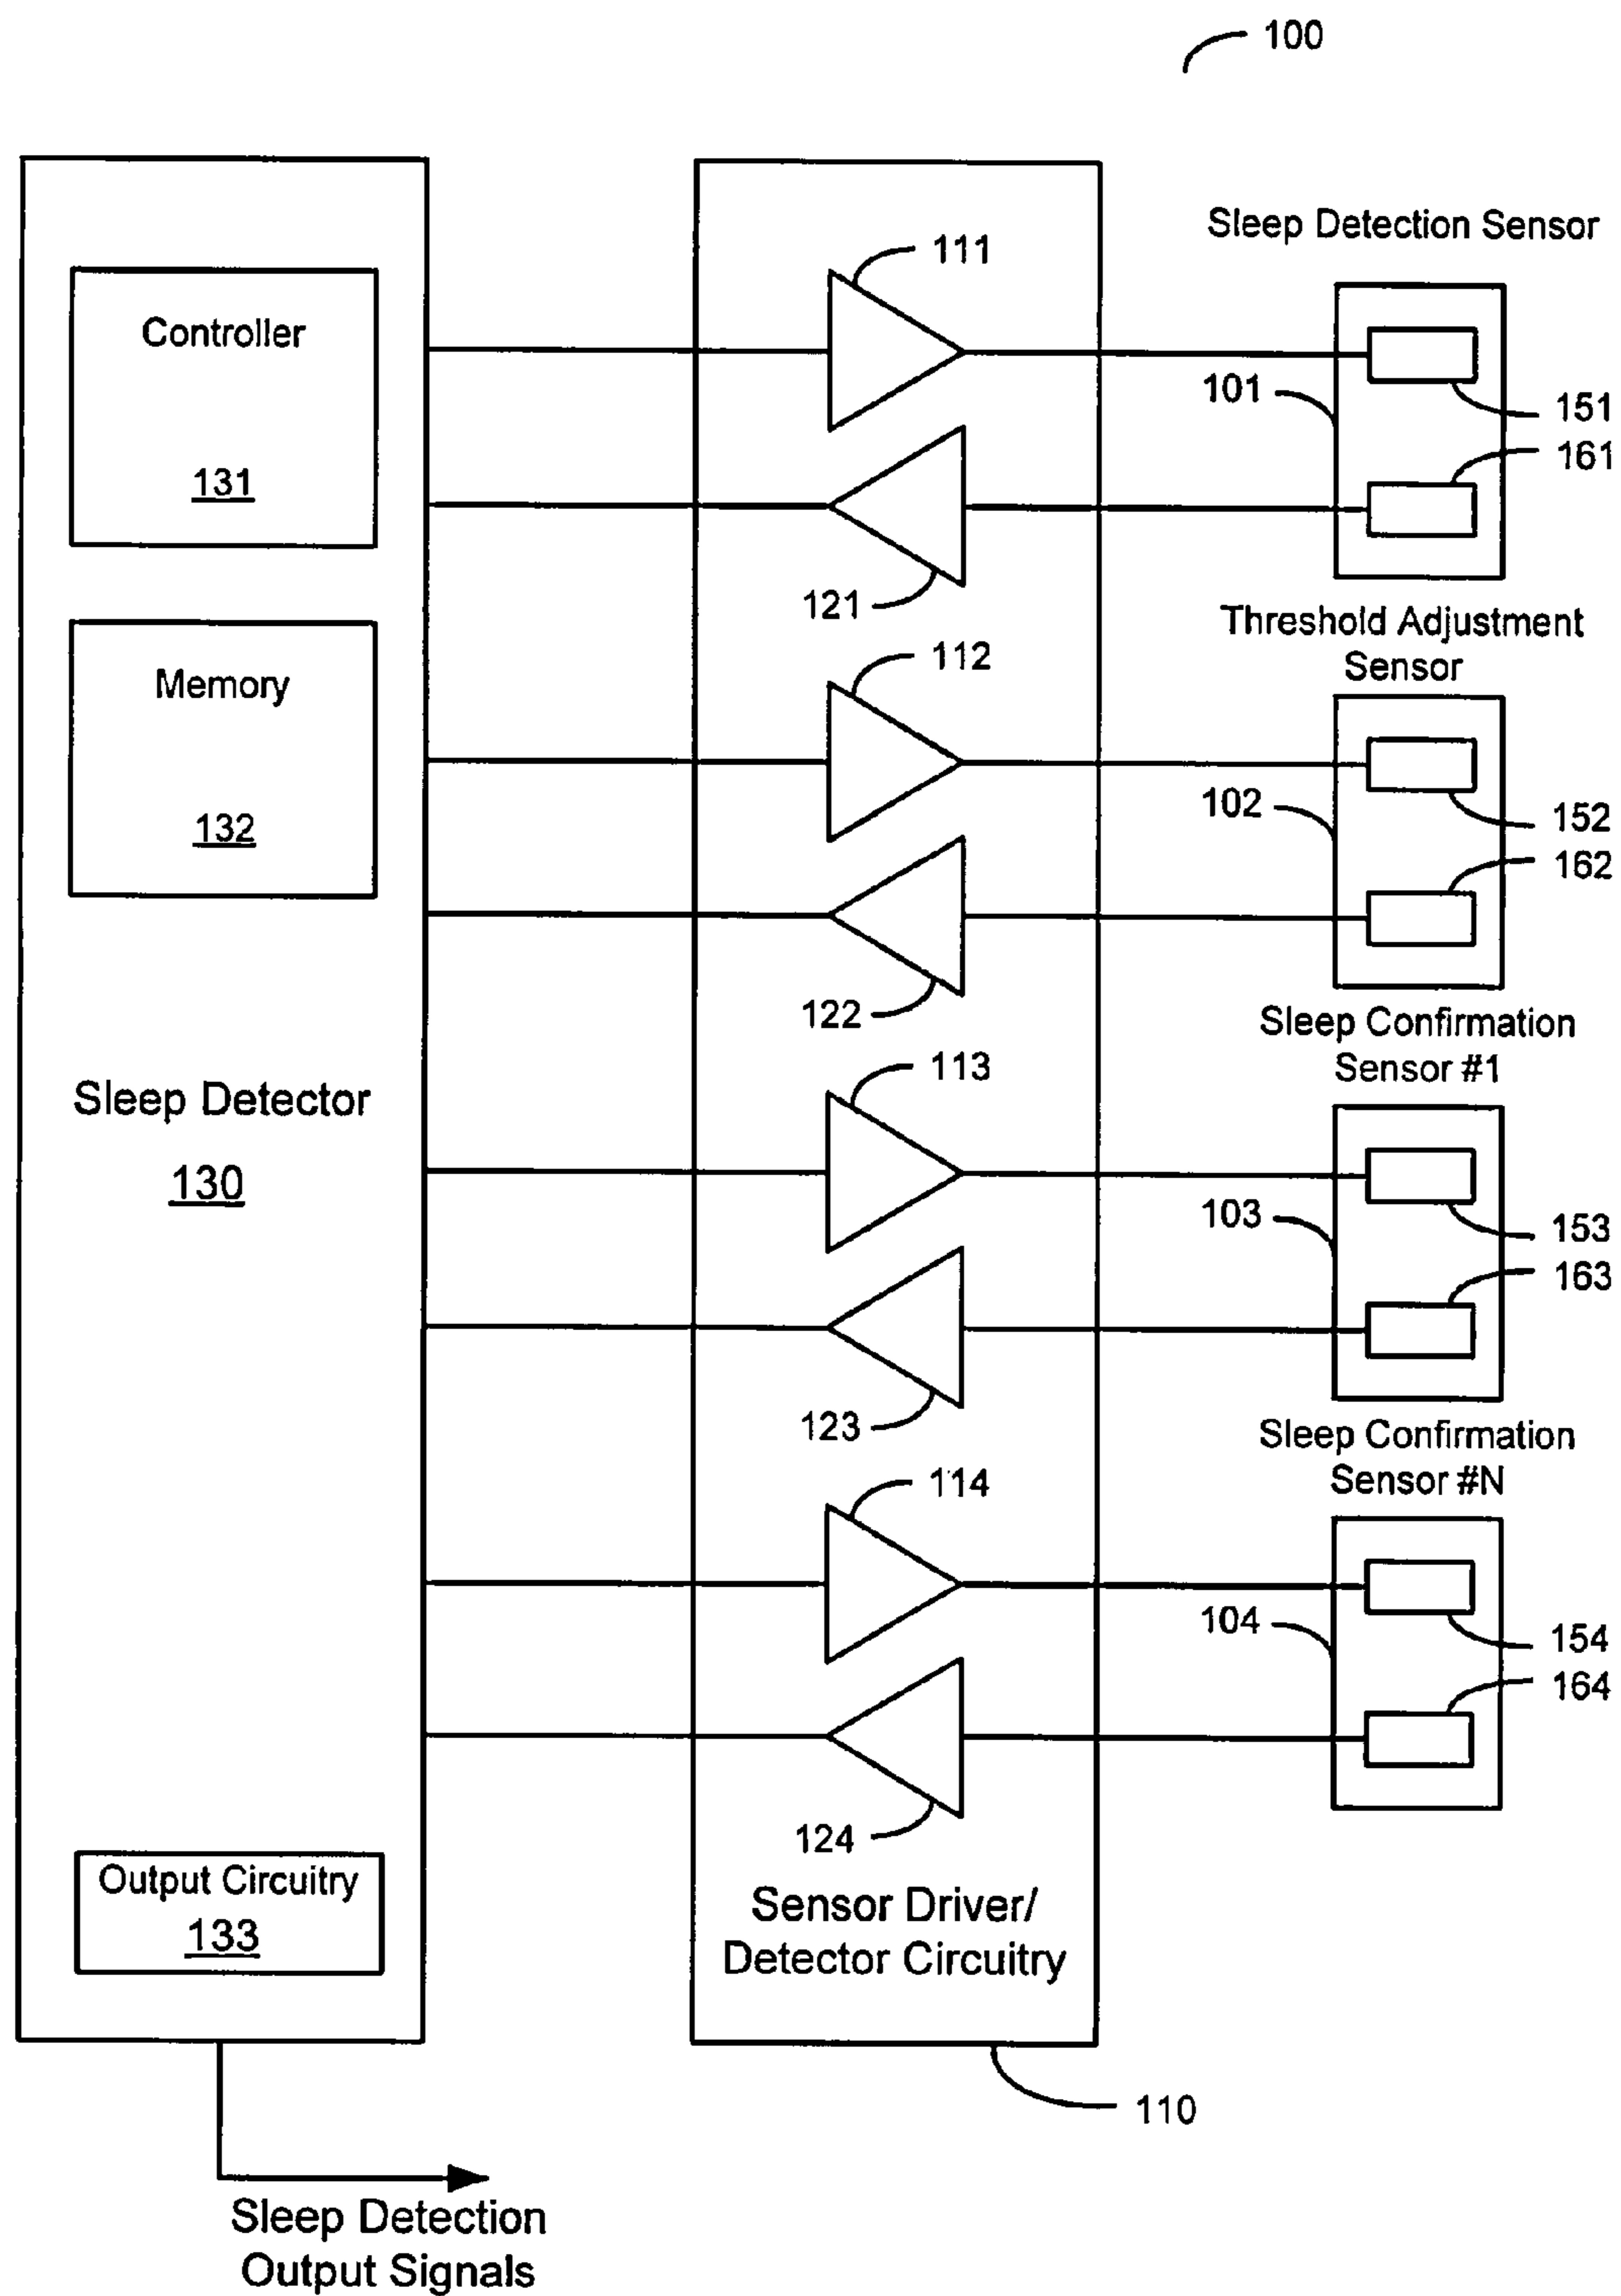 100
Sleep Detection Sensor
111
Controller
101
151
161
131
121
Threshold Adjustment
Sensor
112
Memory
102
152
132
162
122
Sleep Confirmation
Sensor #1
113
Sleep Detector
130
103
153
163
123
Sleep Confirmation
Sensor #N
114
104
154
164
124
Output Circuitry
133
Sensor Driver/
Detector Circuitry
110
Sleep Detection
Output Signals